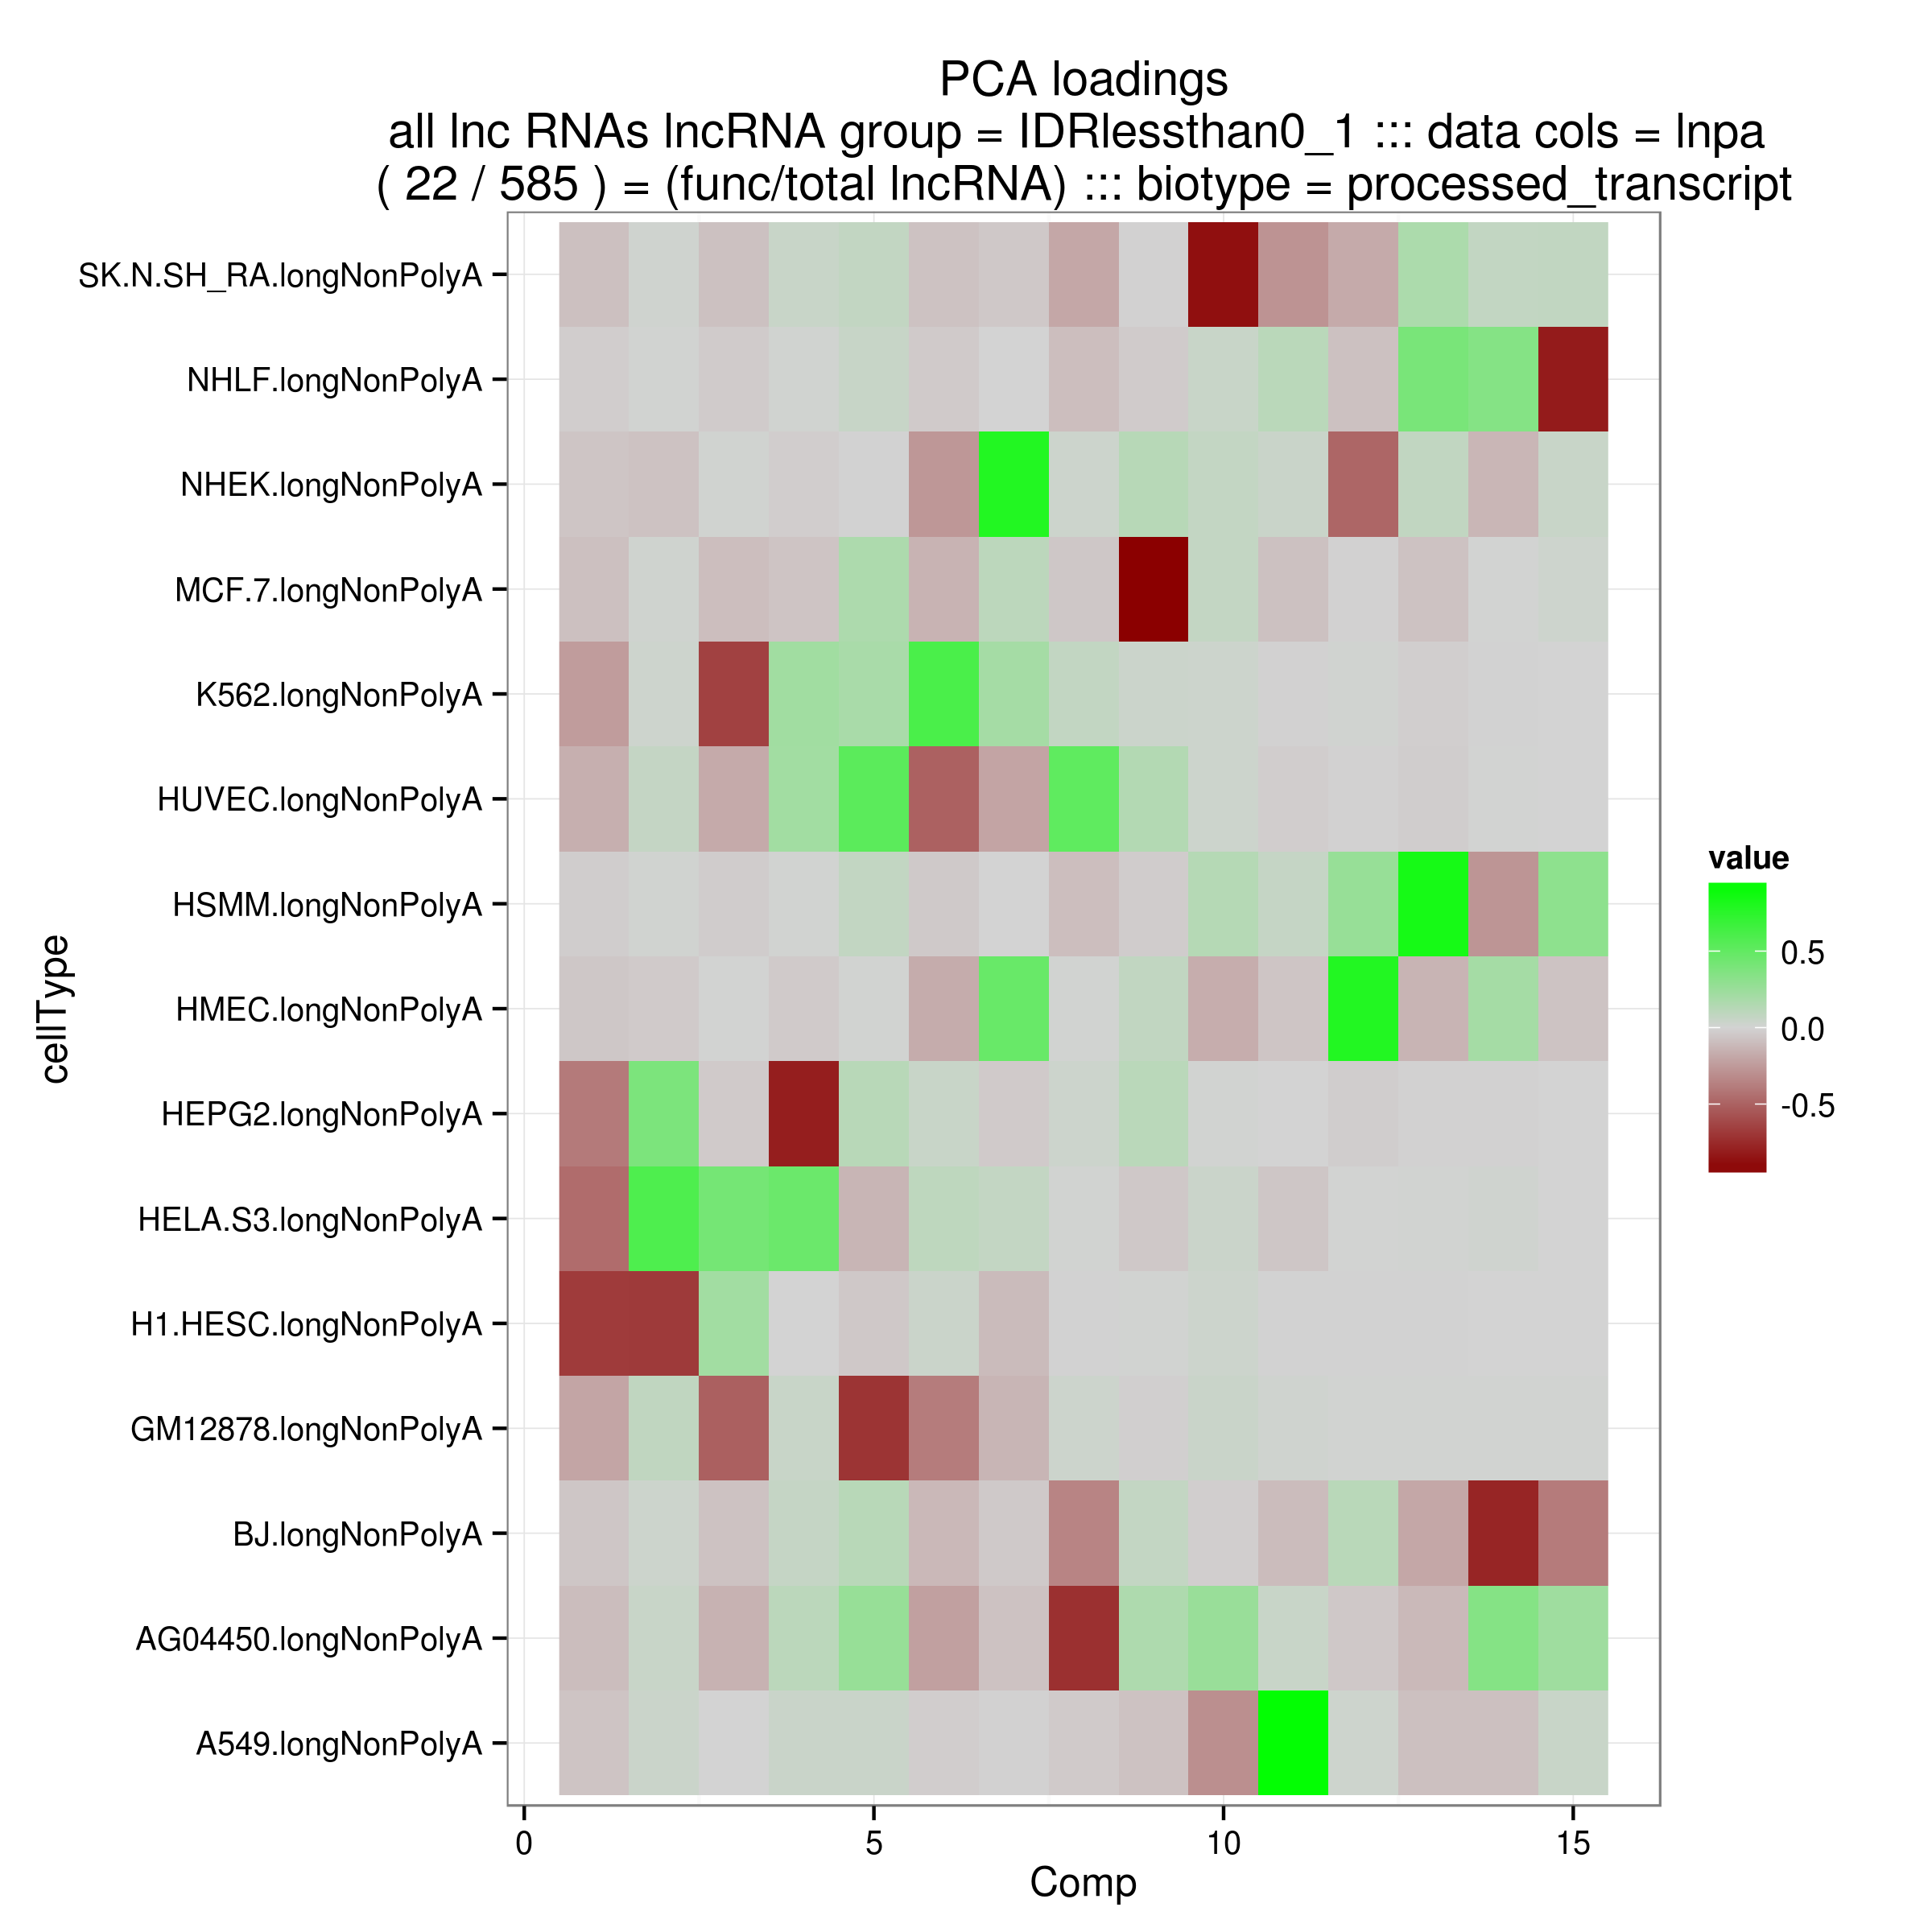 PCA loadings
all lnc RNAs lncRNA group = IDRlessthan0_1 ::: data cols = lnpa
( 22 / 585 ) = (func/total lncRNA) ::: biotype = processed_transcript
SK.N.SH_RA.longNonPolyA
NHLF.longNonPolyA
NHEK.longNonPolyA
MCF.7.longNonPolyA
K562.longNonPolyA
HUVEC.longNonPolyA
HSMM.longNonPolyA
HMEC.longNonPolyA
HEPG2.longNonPolyA
HELA.S3.longNonPolyA
H1.HESC.longNonPolyA
GM12878.longNonPolyA
BJ.longNonPolyA
AG04450.longNonPolyA
A549.longNonPolyA
cellType
0 5 10 15
Comp
value
0.5
0.0
-0.5